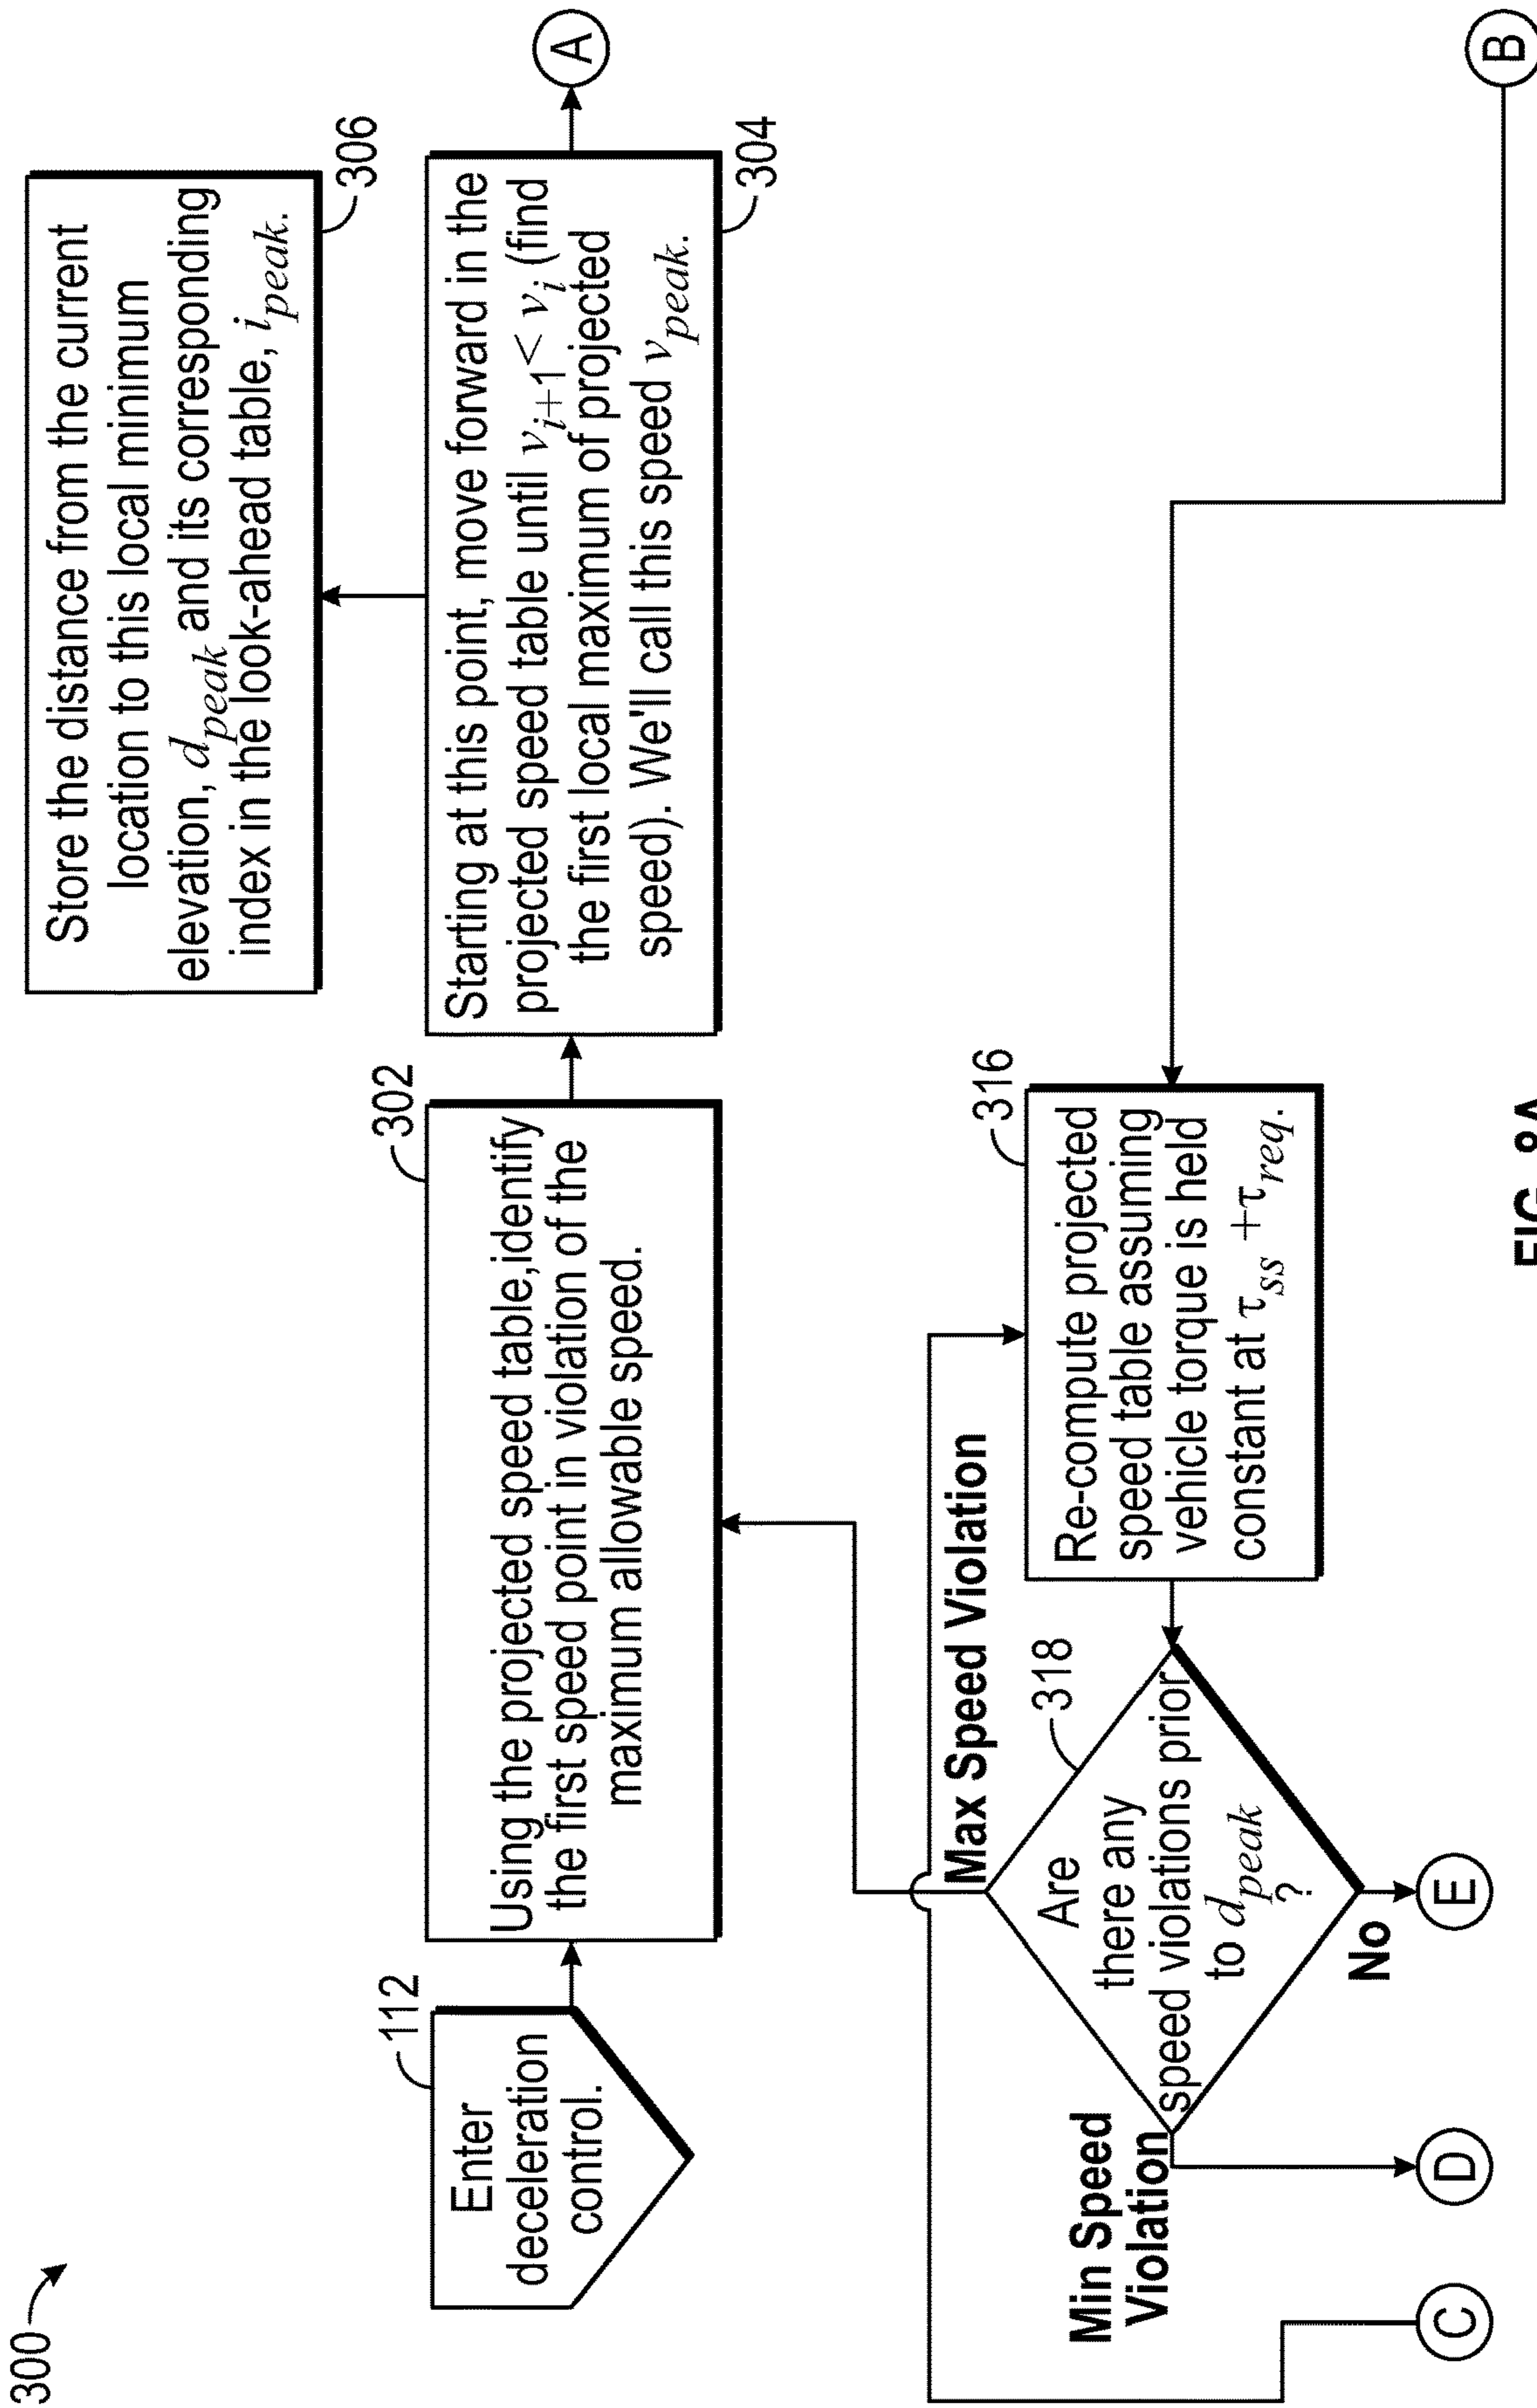 300
112
Enter
deceleration
control.
302
Using the projected speed table,identify
the first speed point in violation of the
maximum allowable speed.
306
Store the distance from the current
location to this local minimum
elevation, d_peak and its corresponding
index in the look-ahead table, i_peak.
304
Starting at this point, move forward in the
projected speed table until v_i+1 < v_i (find
the first local maximum of projected
speed). We'll call this speed v_peak.
A
Max Speed Violation
Min Speed
Violation
318
Are
there any
speed violations prior
to d_peak
?
No
316
Re-compute projected
speed table assuming
vehicle torque is held
constant at τ_ss +τ_req.
C
D
E
B
FIG. 8A